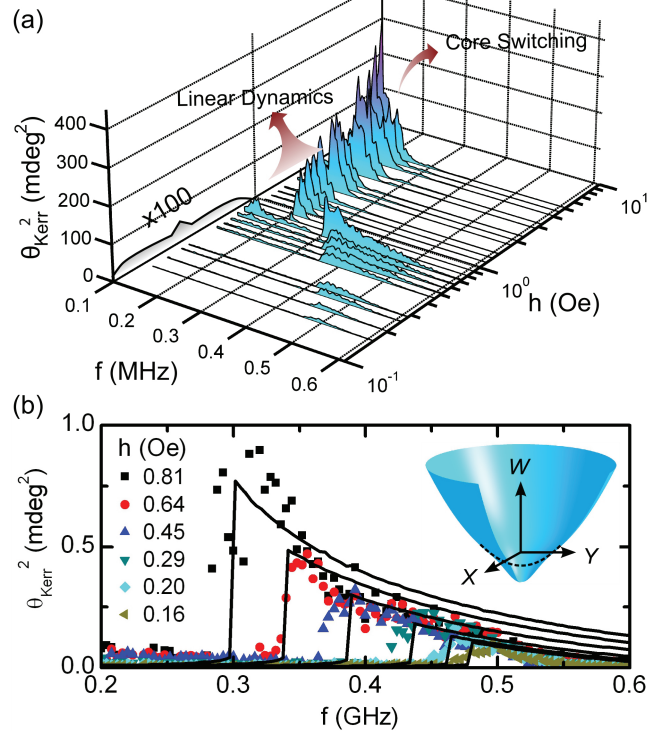 (a)
Core Switching
Linear Dynamics
400
300
200
100
0
θ²Kerr (mdeg²)
x100
0.1
0.2
0.3
0.4
0.5
0.6
f (MHz)
10⁻¹
10⁰
10¹
h (Oe)
(b)
1.0
0.5
0.0
θ²Kerr (mdeg²)
h (Oe)
0.81
0.64
0.45
0.29
0.20
0.16
W
X
Y
0.2 0.3 0.4 0.5 0.6
f (GHz)